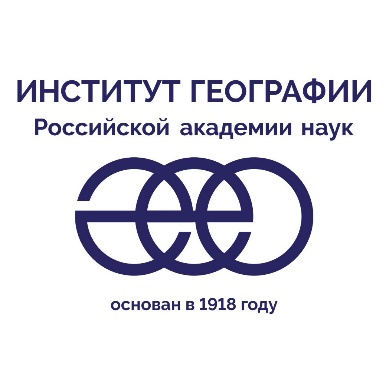 ИНСТИТУТ ГЕОГРАФИИ
Российской академии наук
основан в 1918 году